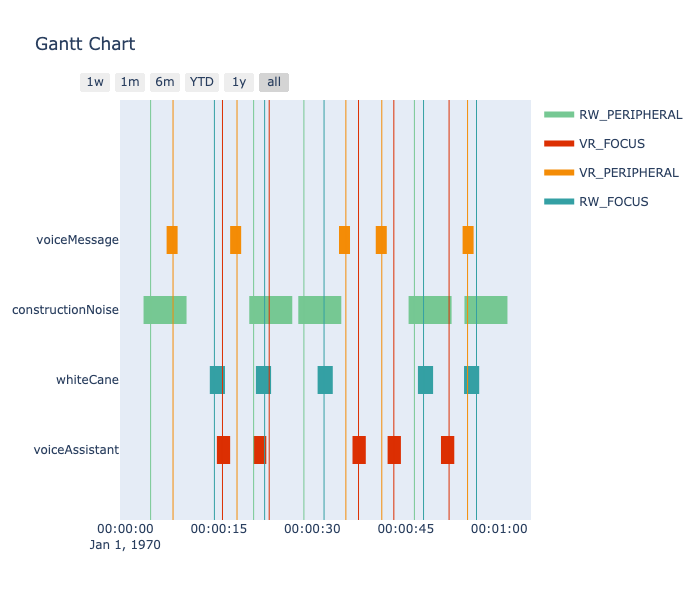 Gantt Chart
1w 1m 6m YTD 1y all
RW_PERIPHERAL
VR_FOCUS
VR_PERIPHERAL
RW_FOCUS
voiceMessage
constructionNoise
whiteCane
voiceAssistant
00:00:00 00:00:15 00:00:30 00:00:45 00:01:00
Jan 1, 1970